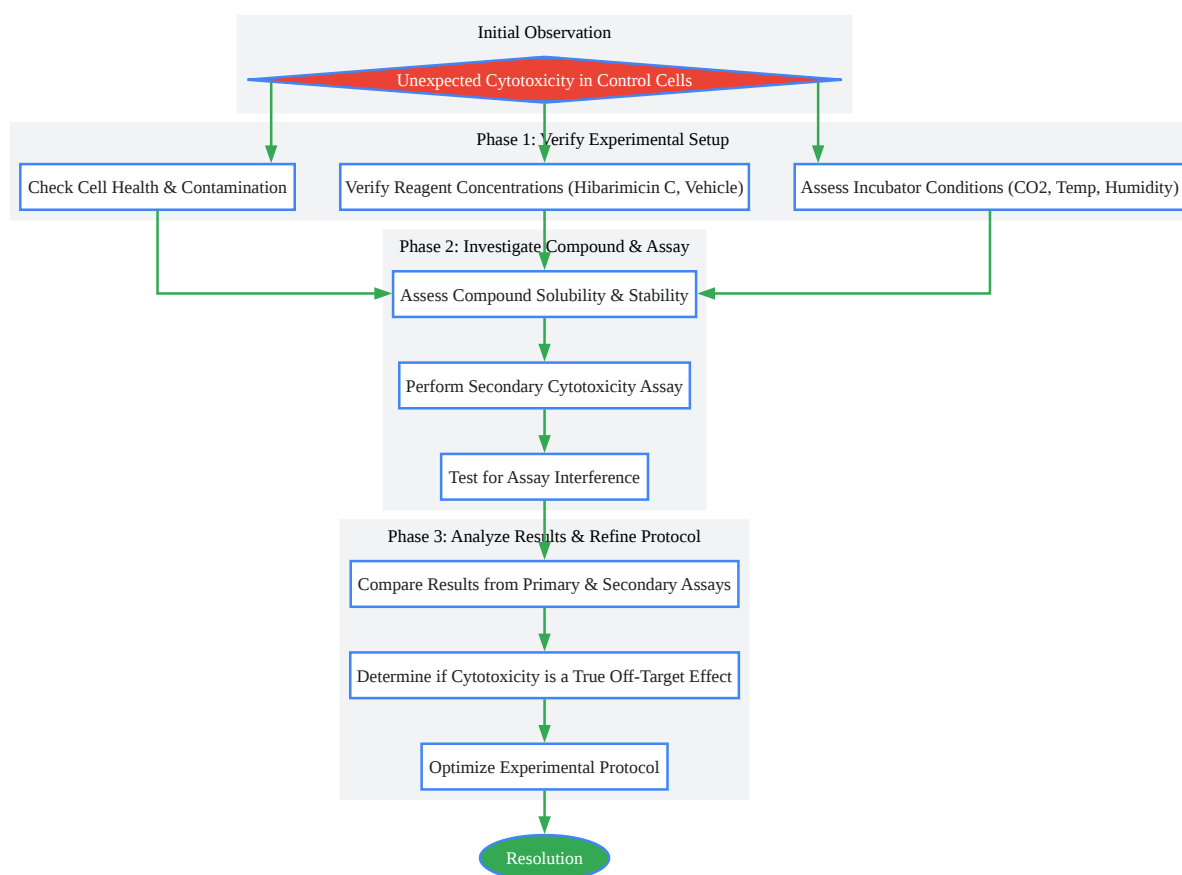 Initial Observation
Unexpected Cytotoxicity in Control Cells
Phase 1: Verify Experimental Setup
Check Cell Health & Contamination
Verify Reagent Concentrations (Hibarimicin C, Vehicle)
Assess Incubator Conditions (CO2, Temp, Humidity)
Phase 2: Investigate Compound & Assay
Assess Compound Solubility & Stability
Perform Secondary Cytotoxicity Assay
Test for Assay Interference
Phase 3: Analyze Results & Refine Protocol
Compare Results from Primary & Secondary Assays
Determine if Cytotoxicity is a True Off-Target Effect
Optimize Experimental Protocol
Resolution